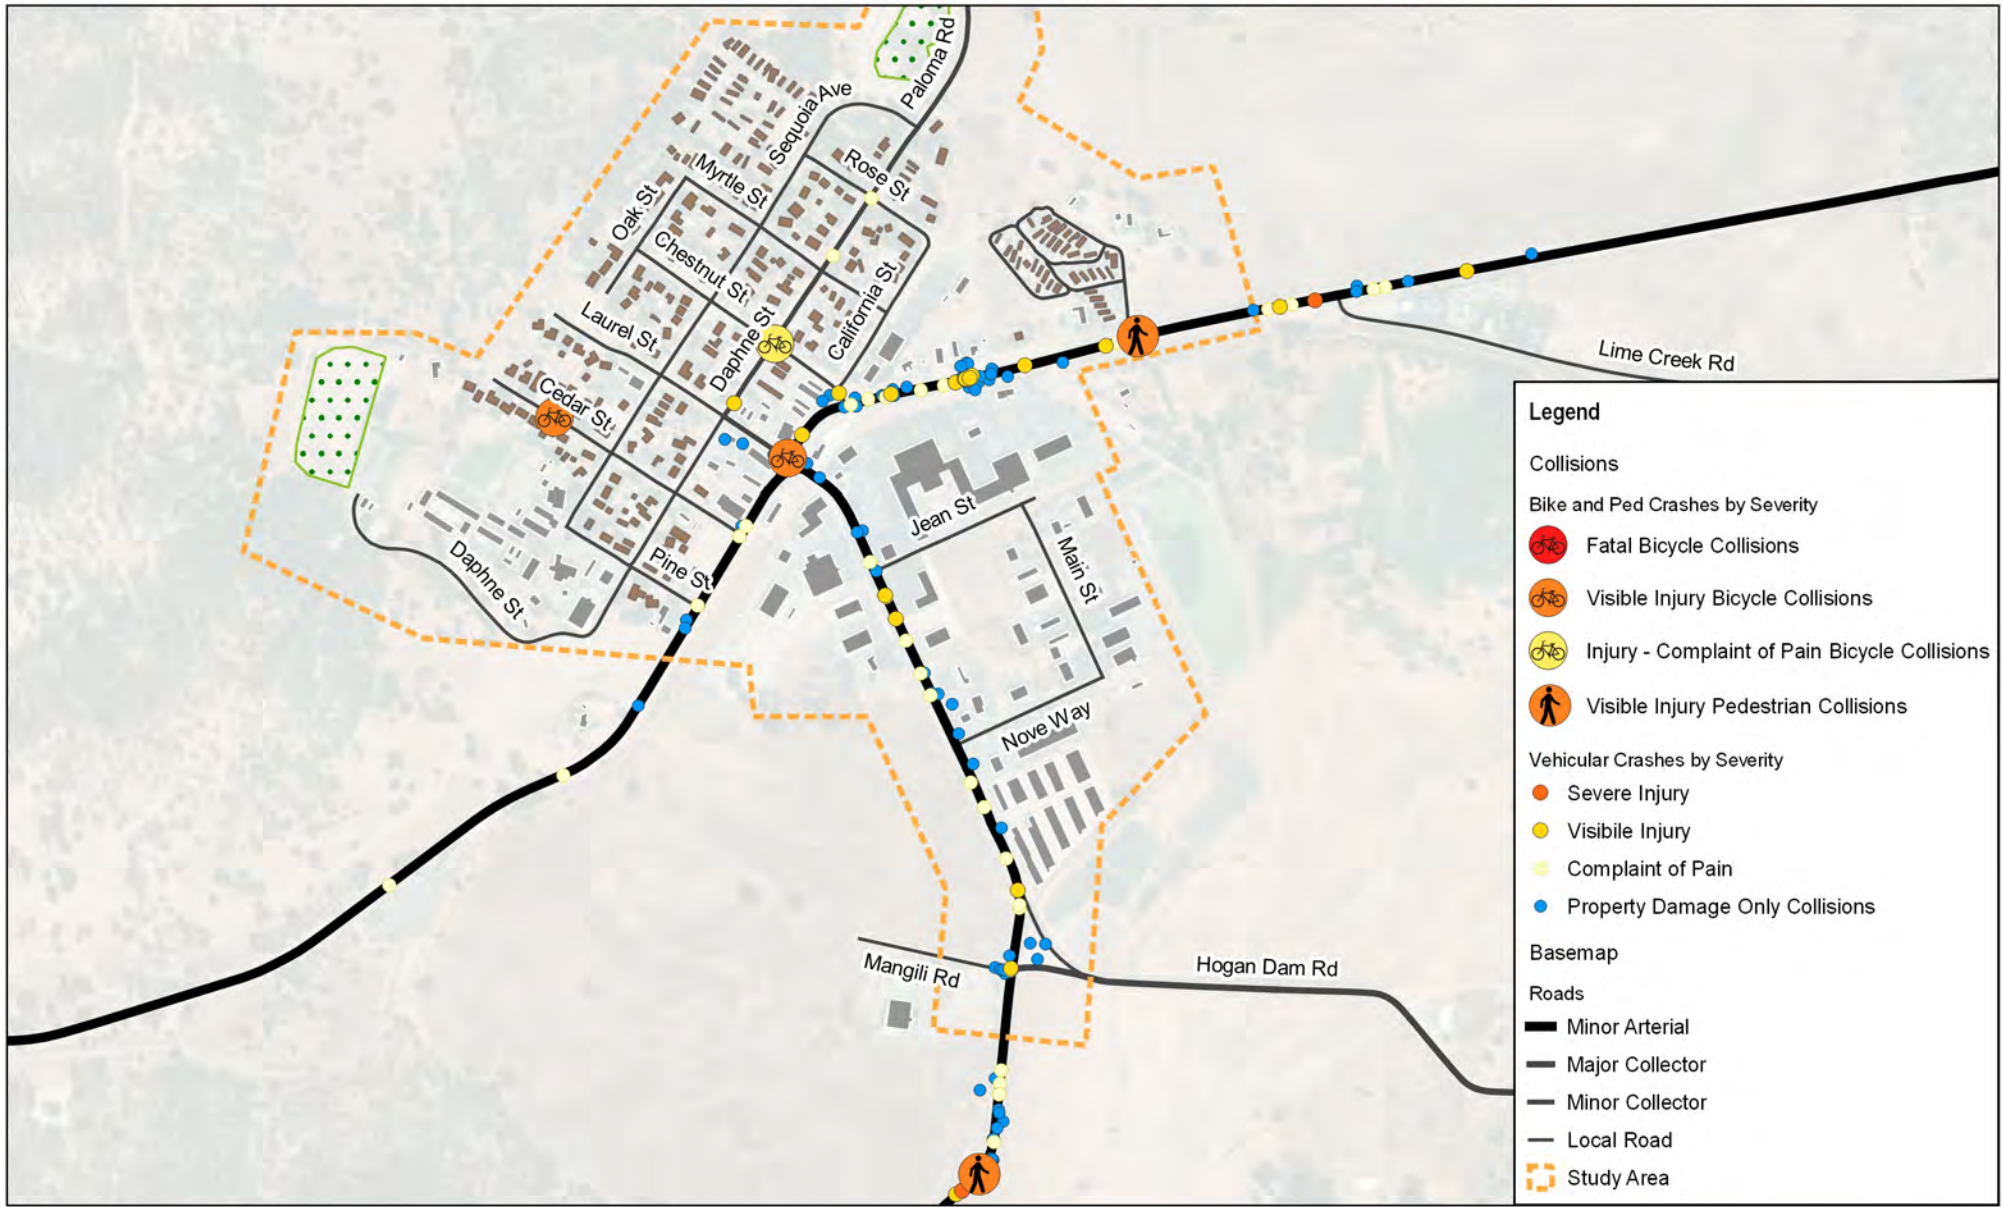 Paloma Rd
Sequoia Ave
Rose St
Myrtle St
Oak St
Chestnut St
California St
Laurel St
Daphne St
Cedar St
Lime Creek Rd
Jean St
Main St
Pine St
Daphne St
Nove Way
Mangili Rd
Hogan Dam Rd
Legend
Collisions
Bike and Ped Crashes by Severity
Fatal Bicycle Collisions
Visible Injury Bicycle Collisions
Injury - Complaint of Pain Bicycle Collisions
Visible Injury Pedestrian Collisions
Vehicular Crashes by Severity
Severe Injury
Visibile Injury
Complaint of Pain
Property Damage Only Collisions
Basemap
Roads
Minor Arterial
Major Collector
Minor Collector
Local Road
Study Area